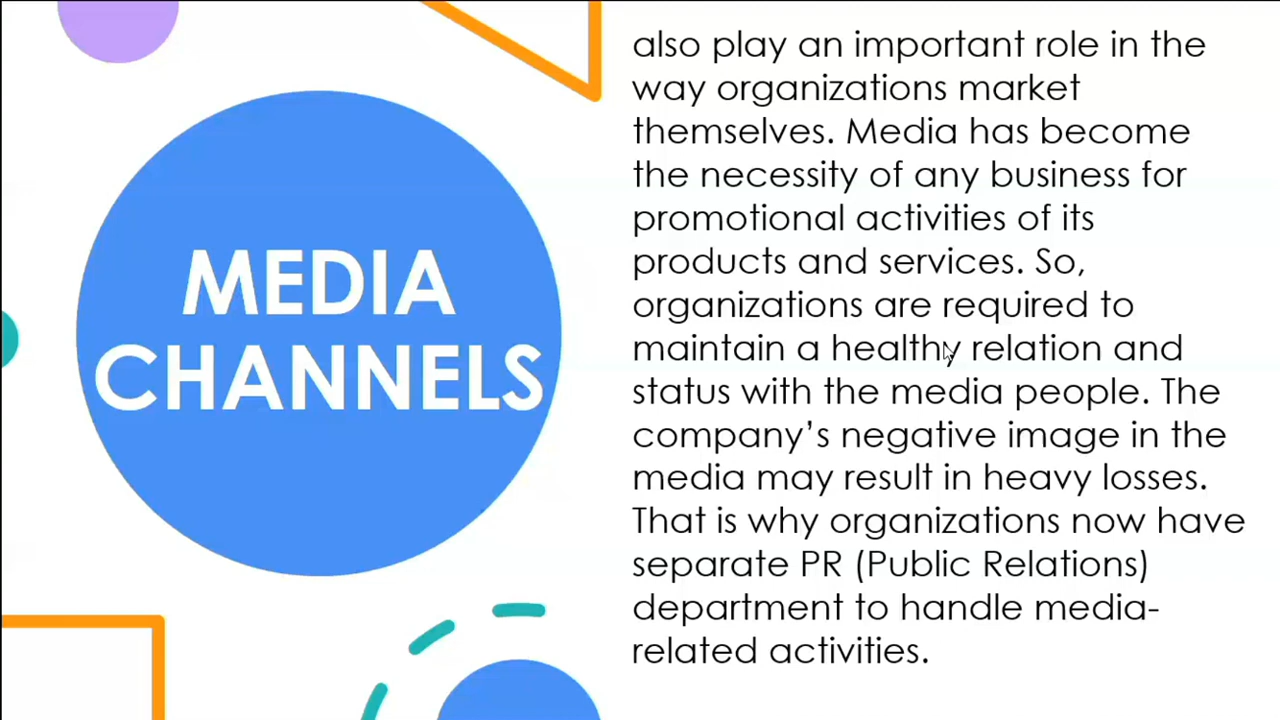 MEDIA
CHANNELS
also play an important role in the
way organizations market
themselves. Media has become
the necessity of any business for
promotional activities of its
products and services. So,
organizations are required to
maintain a healthy relation and
status with the media people. The
company’s negative image in the
media may result in heavy losses.
That is why organizations now have
separate PR (Public Relations)
department to handle media-
related activities.